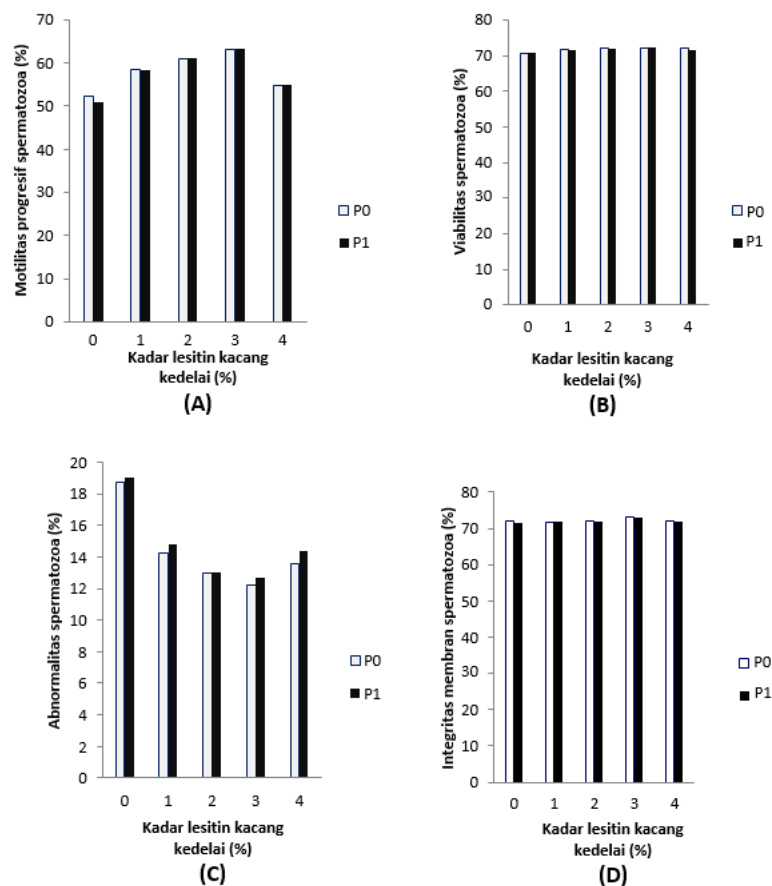 Motilitas progresif spermatozoa (%)
70
60
50
40
30
20
10
0
0 1 2 3 4
Kadar lesitin kacang
kedelai (%)
(A)
P0
P1
Viabilitas spermatozoa (%)
80
70
60
50
40
30
20
10
0
0 1 2 3 4
Kadar lesitin kacang
kedelai (%)
(B)
P0
P1
Abnormalitas spermatozoa (%)
20
18
16
14
12
10
8
6
4
2
0
0 1 2 3 4
Kadar lesitin kacang
kedelai (%)
(C)
P0
P1
Integritas membran spermatozoa (%)
80
70
60
50
40
30
20
10
0
0 1 2 3 4
Kadar lesitin kacang
kedelai (%)
(D)
P0
P1